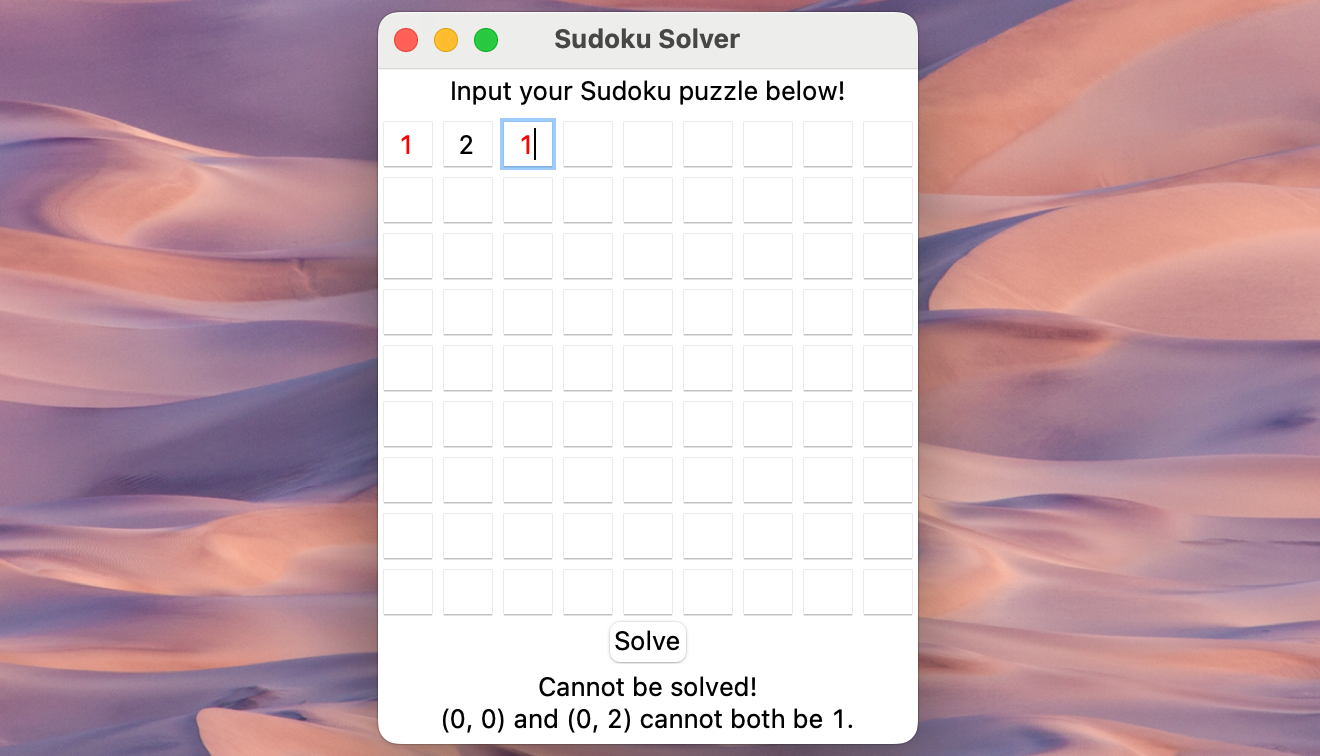 Sudoku Solver
Input your Sudoku puzzle below!
1 2 1
Solve
Cannot be solved!
(0, 0) and (0, 2) cannot both be 1.